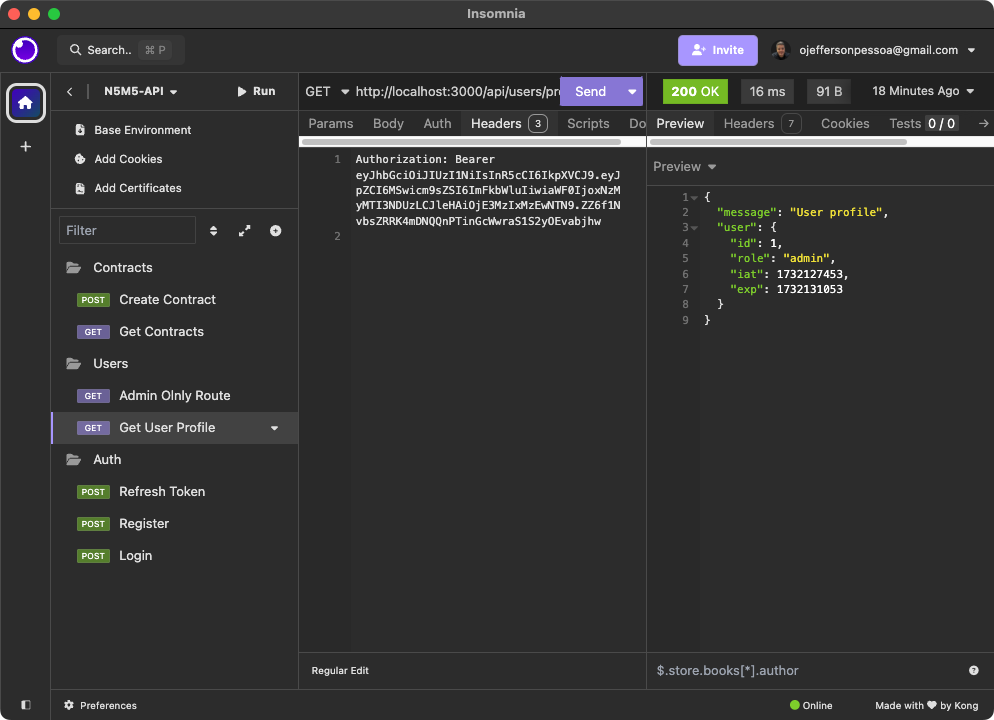 Insomnia
Search.. ⌘ P
Invite
ojeffersonpessoa@gmail.com
N5M5-API
Run
GET http://localhost:3000/api/users/pro
Send
200 OK
16 ms
91 B
18 Minutes Ago
Base Environment
Add Cookies
Add Certificates
Params Body Auth Headers 3 Scripts Do
Preview Headers 7 Cookies Tests 0 / 0
Filter
Contracts
POST Create Contract
GET Get Contracts
Users
GET Admin Olnly Route
GET Get User Profile
Auth
POST Refresh Token
POST Register
POST Login
1 Authorization: Bearer
eyJhbGciOiJIUzI1NiIsInR5cCI6IkpXVCJ9.eyJ
pZCI6MSwicm9sZSI6ImFkbWluIiwiaWF0IjoxNzM
yMTI3NDUzLCJleHAiOjE3MzIxMzEwNTN9.ZZ6f1N
vbsZRRK4mDNQQnPTinGcWwraS1S2yOEvabjhw
2
Preview
1 {
2 "message": "User profile",
3 "user": {
4 "id": 1,
5 "role": "admin",
6 "iat": 1732127453,
7 "exp": 1732131053
8 }
9 }
Regular Edit
$.store.books[*].author
Preferences
Online
Made with ♥ by Kong